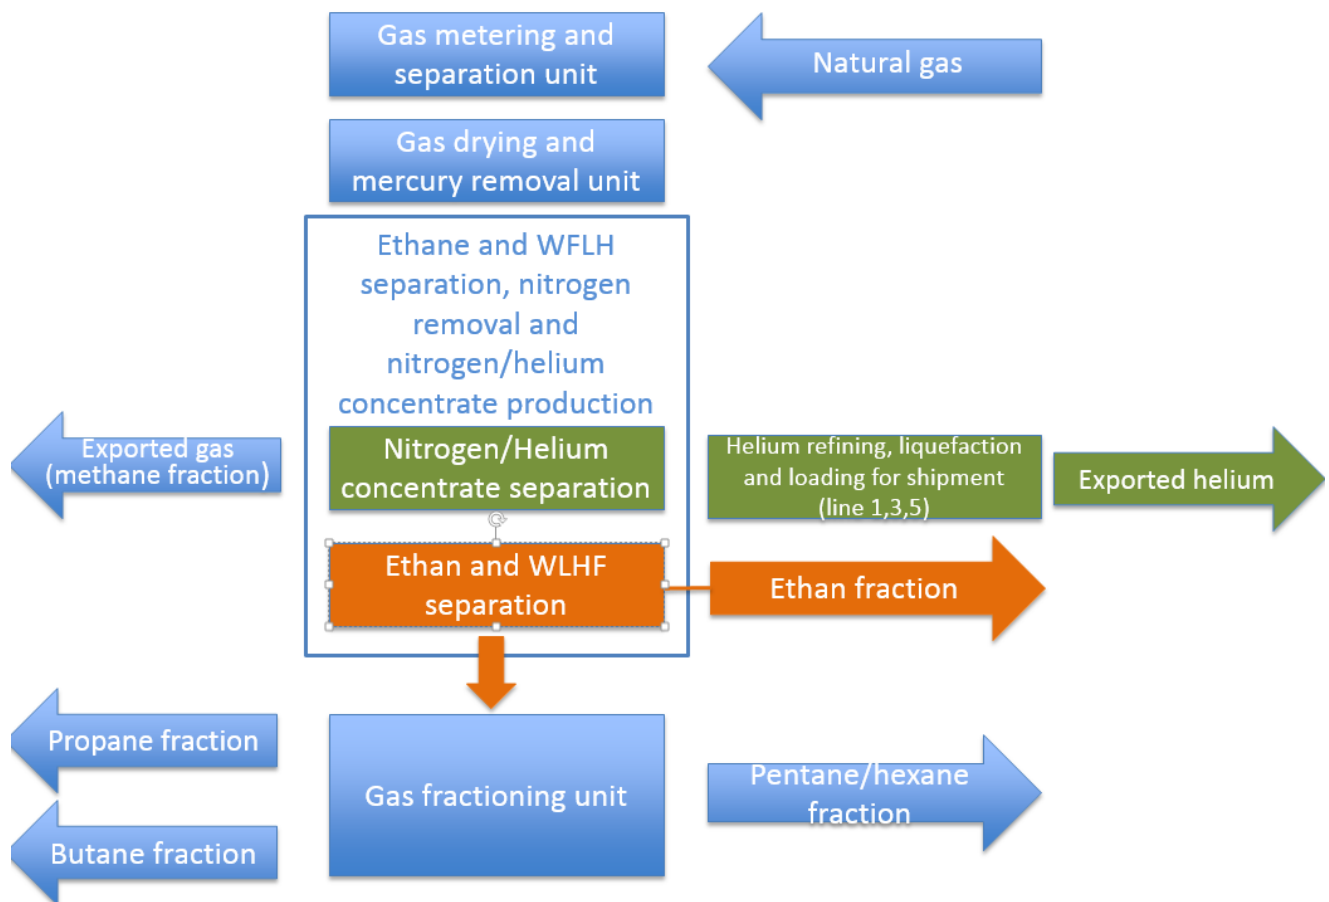 Gas metering and
separation unit
Natural gas
Gas drying and
mercury removal unit
Ethane and WFLH
separation, nitrogen
removal and
nitrogen/helium
concentrate production
Exported gas
(methane fraction)
Nitrogen/Helium
concentrate separation
Helium refining, liquefaction
and loading for shipment
(line 1,3,5)
Exported helium
Ethan and WLHF
separation
Ethan fraction
Propane fraction
Butane fraction
Gas fractioning unit
Pentane/hexane
fraction